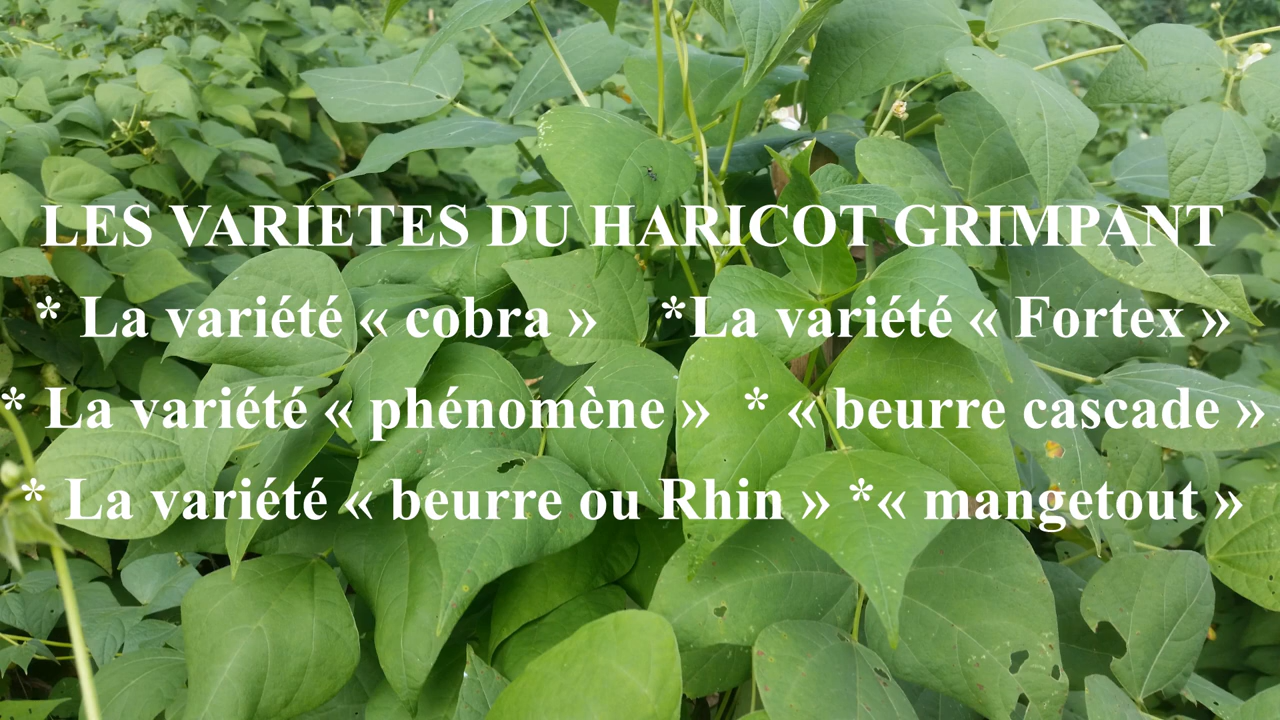 LES VARIETES DU HARICOT GRIMPANT
* La variété « cobra » *La variété « Fortex »
* La variété « phénomène » * « beurre cascade »
* La variété « beurre ou Rhin » *« mangetout »